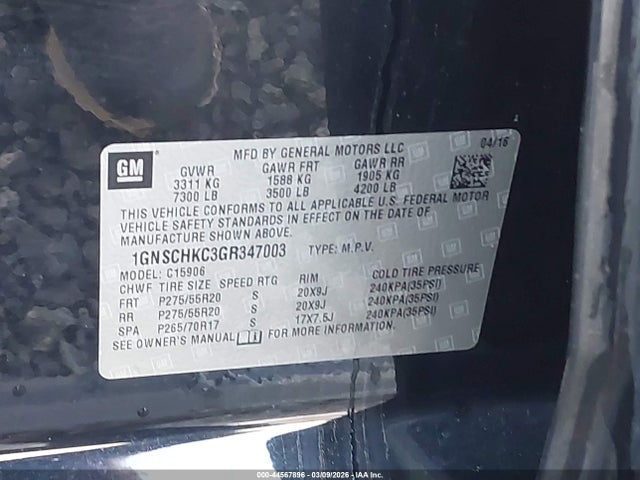 GM
MFD BY GENERAL MOTORS LLC 04/16
GVWR GAWR FRT GAWR RR
3311 KG 1588 KG 1905 KG
7300 LB 3500 LB 4200 LB
THIS VEHICLE CONFORMS TO ALL APPLICABLE U.S. FEDERAL MOTOR
VEHICLE SAFETY STANDARDS IN EFFECT ON THE DATE OF
MANUFACTURE SHOWN ABOVE.
1GNSCHKC3GR347003 TYPE: M.P.V.
MODEL: C15906
CHWF TIRE SIZE SPEED RTG RIM COLD TIRE PRESSURE
FRT P275/55R20 S 20X9J 240KPA(35PSI)
RR P275/55R20 S 20X9J 240KPA(35PSI)
SPA P265/70R17 S 17X7.5J 240KPA(35PSI)
SEE OWNER'S MANUAL FOR MORE INFORMATION.
000-44567896 - 03/09/2026 - IAA Inc.